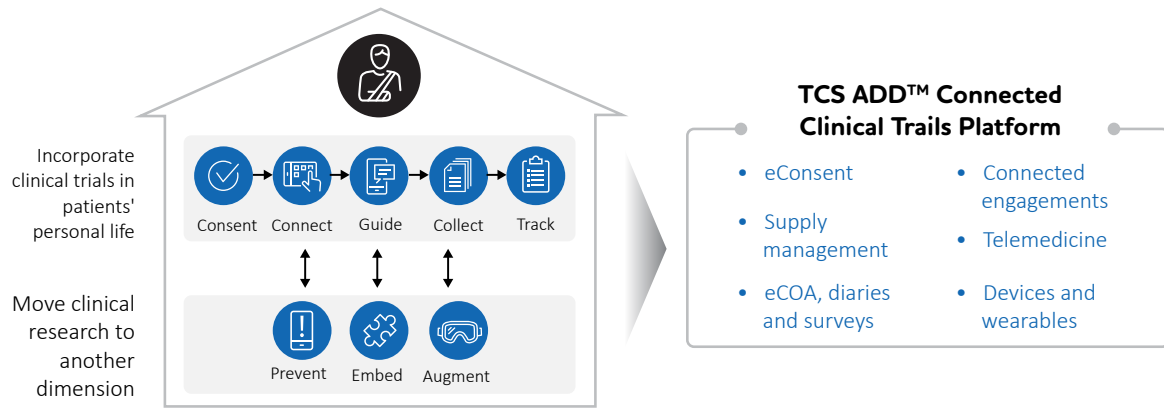 Incorporate
clinical trials in
patients'
personal life
Consent
Connect
Guide
Collect
Track
Move clinical
research to
another
dimension
Prevent
Embed
Augment
TCS ADD™ Connected
Clinical Trails Platform
• eConsent
• Supply
management
• eCOA, diaries
and surveys
• Connected
engagements
• Telemedicine
• Devices and
wearables